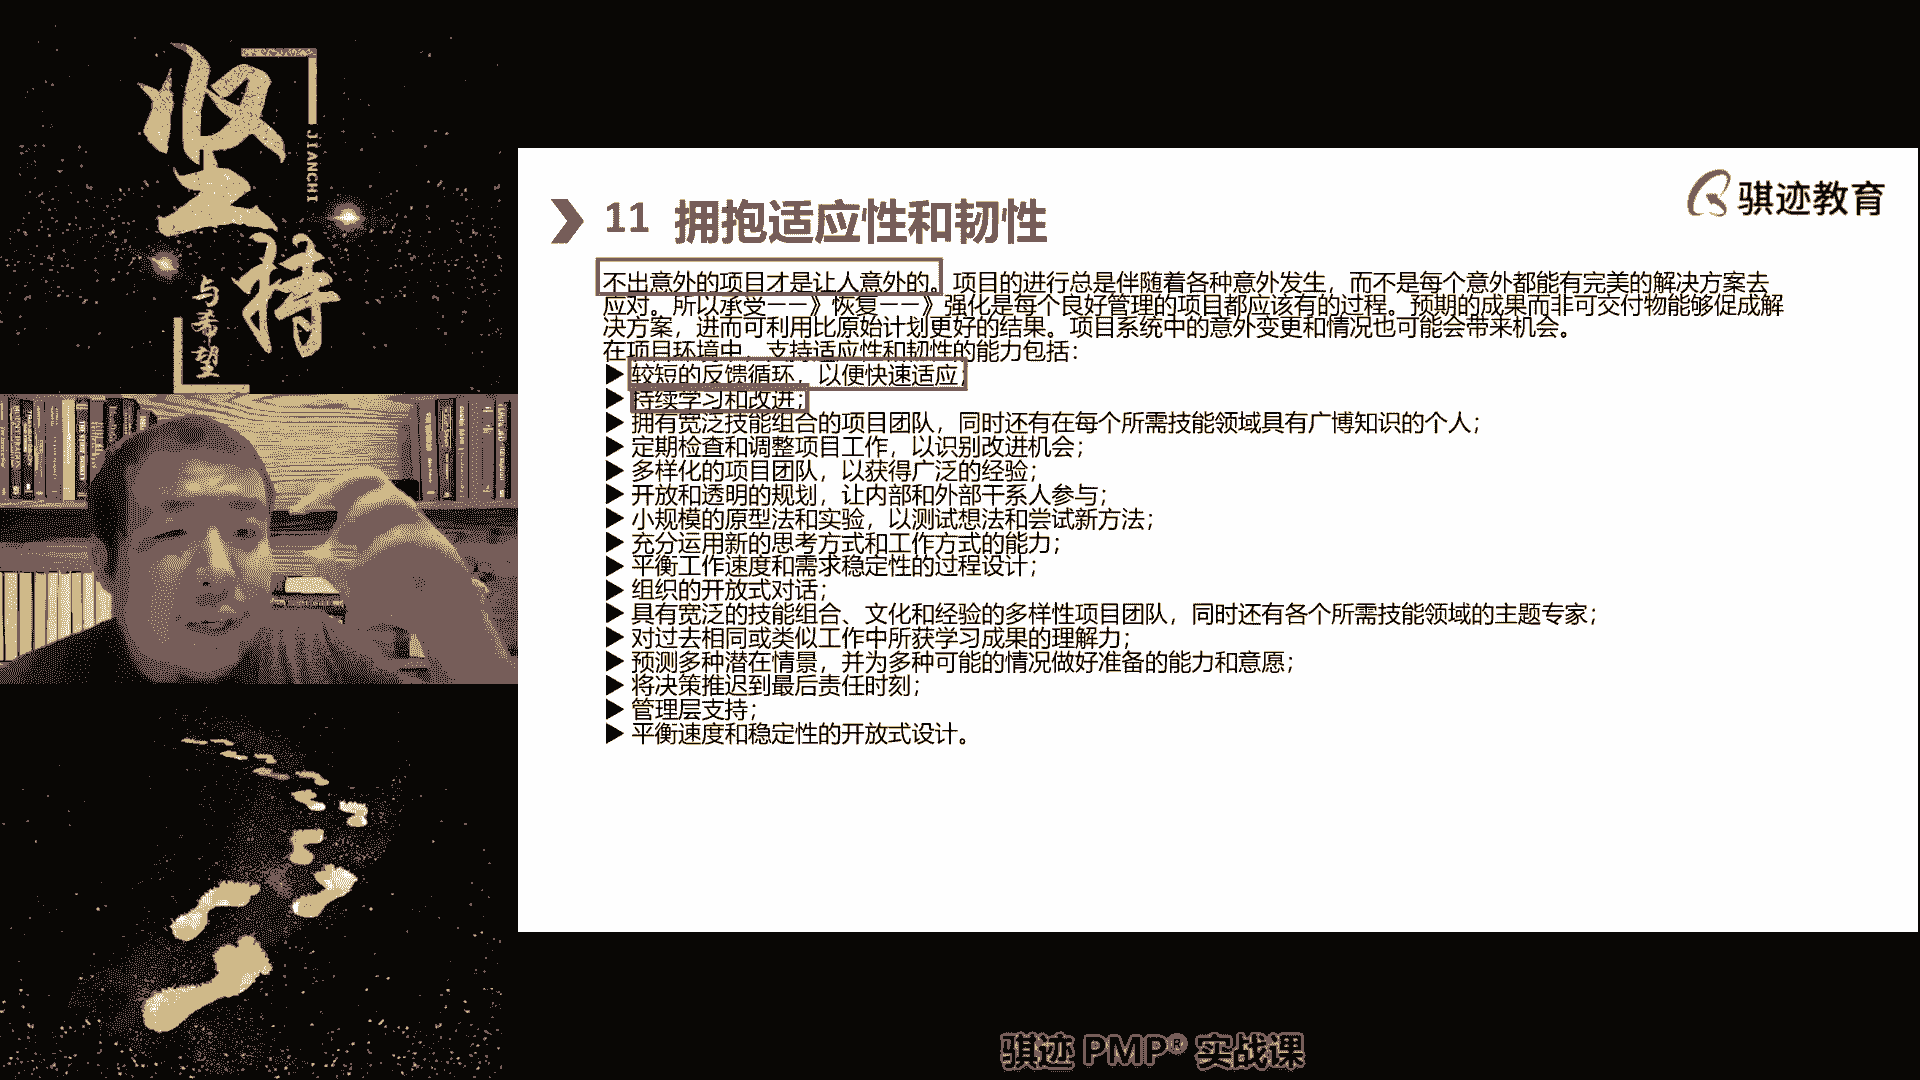 坚持
JIANCHI
与希望
骐迹教育
11 拥抱适应性和韧性
不出意外的项目才是让人意外的。项目的进行总是伴随着各种意外发生，而不是每个意外都能有完美的解决方案去
应对。所以承受——》恢复——》强化是每个良好管理的项目都应该有的过程。预期的成果而非可交付物能够促成解
决方案，进而可利用比原始计划更好的结果。项目系统中的意外变更和情况也可能会带来机会。
在项目环境中，支持适应性和韧性的能力包括：
▶ 较短的反馈循环，以便快速适应；
▶ 持续学习和改进；
▶ 拥有宽泛技能组合的项目团队，同时还有在每个所需技能领域具有广博知识的个人；
▶ 定期检查和调整项目工作，以识别改进机会；
▶ 多样化的项目团队，以获得广泛的经验；
▶ 开放和透明的规划，让内部和外部干系人参与；
▶ 小规模的原型法和实验，以测试想法和尝试新方法；
▶ 充分运用新的思考方式和工作方式的能力；
▶ 平衡工作速度和需求稳定性的过程设计；
▶ 组织的开放式对话；
▶ 具有宽泛的技能组合、文化和经验的多样性项目团队，同时还有各个所需技能领域的主题专家；
▶ 对过去相同或类似工作中所获学习成果的理解力；
▶ 预测多种潜在情景，并为多种可能的情况做好准备的能力和意愿；
▶ 将决策推迟到最后责任时刻；
▶ 管理层支持；
▶ 平衡速度和稳定性的开放式设计。
骐迹 PMP® 实战课